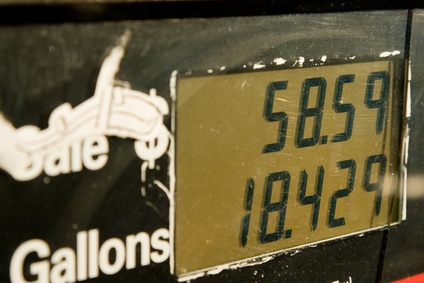 Sale $ 58.59
Gallons 18.429